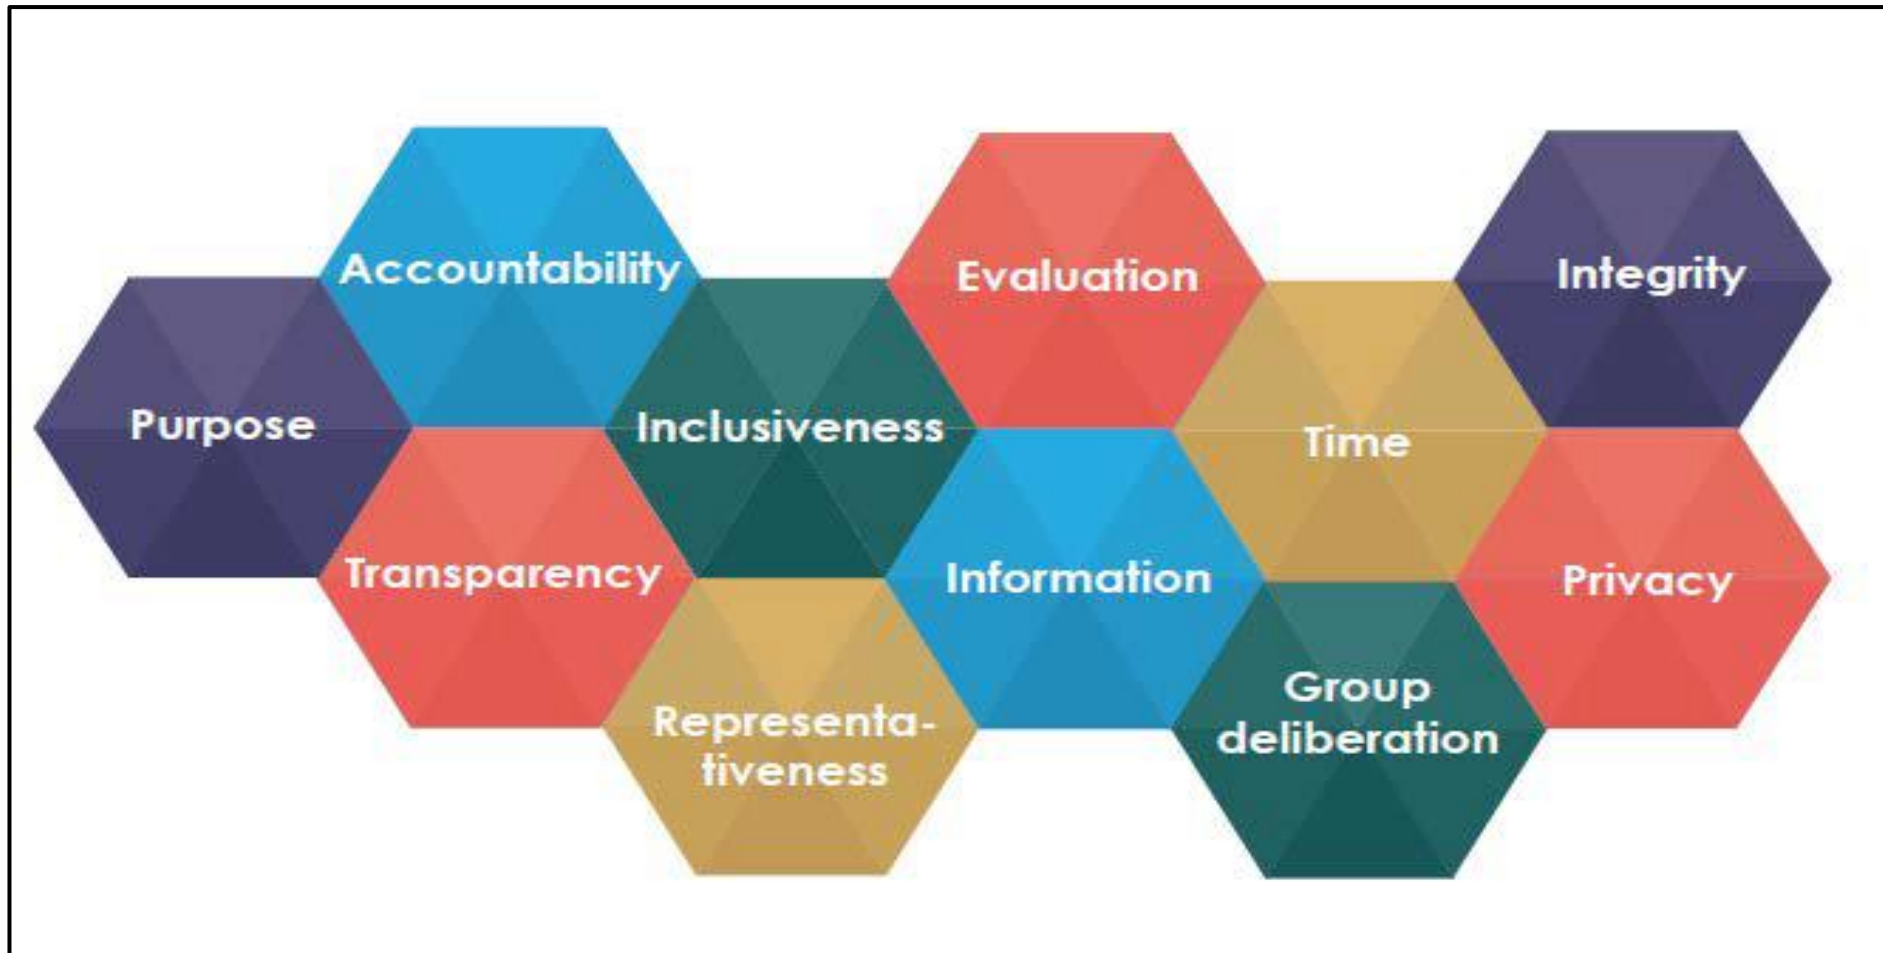 Purpose
Accountability
Transparency
Inclusiveness
Representa-
tiveness
Evaluation
Information
Time
Group
deliberation
Integrity
Privacy